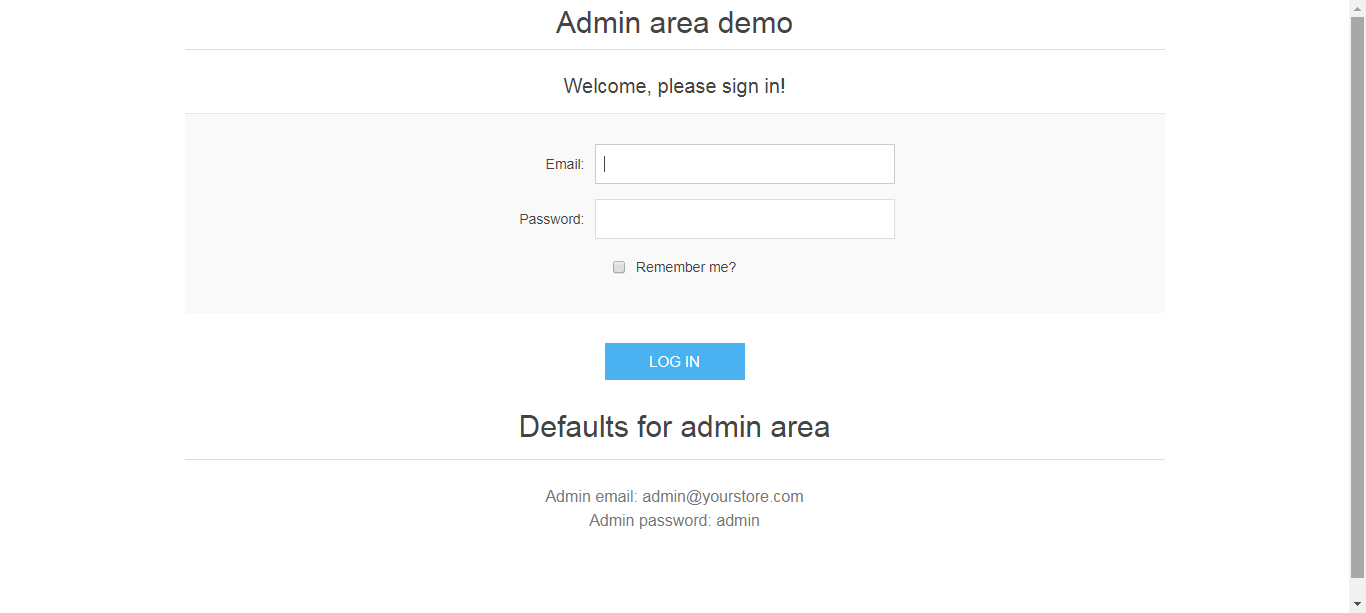 Admin area demo
Welcome, please sign in!
Email:
Password:
Remember me?
LOG IN
Defaults for admin area
Admin email: admin@yourstore.com
Admin password: admin